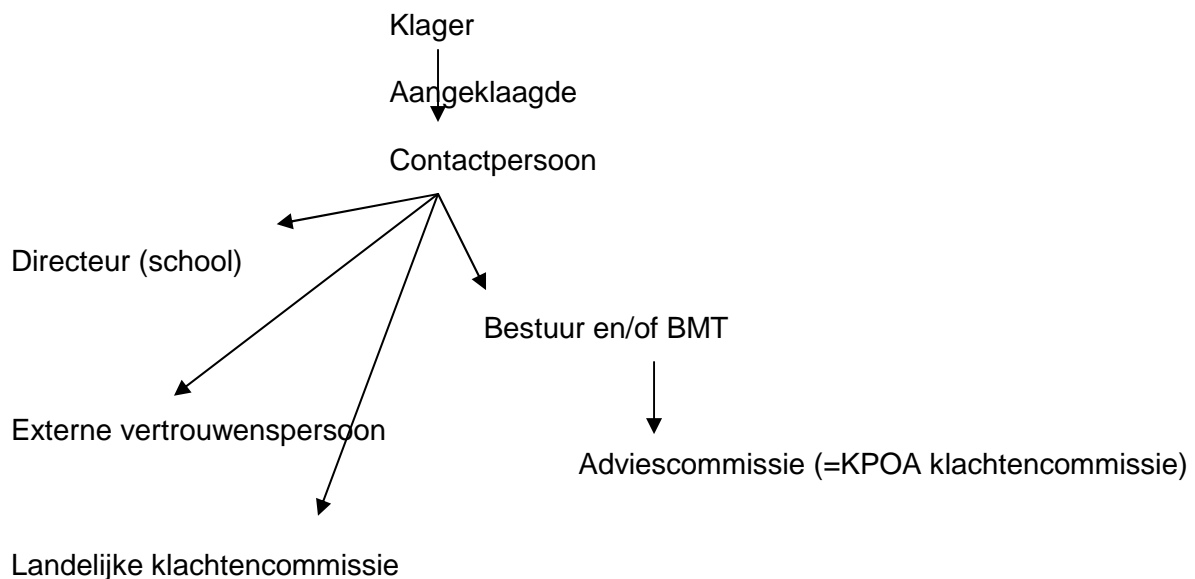 Klager
Aangeklaagde
Contactpersoon
Directeur (school)
Bestuur en/of BMT
Externe vertrouwenspersoon
Adviescommissie (=KPOA klachtencommissie)
Landelijke klachtencommissie